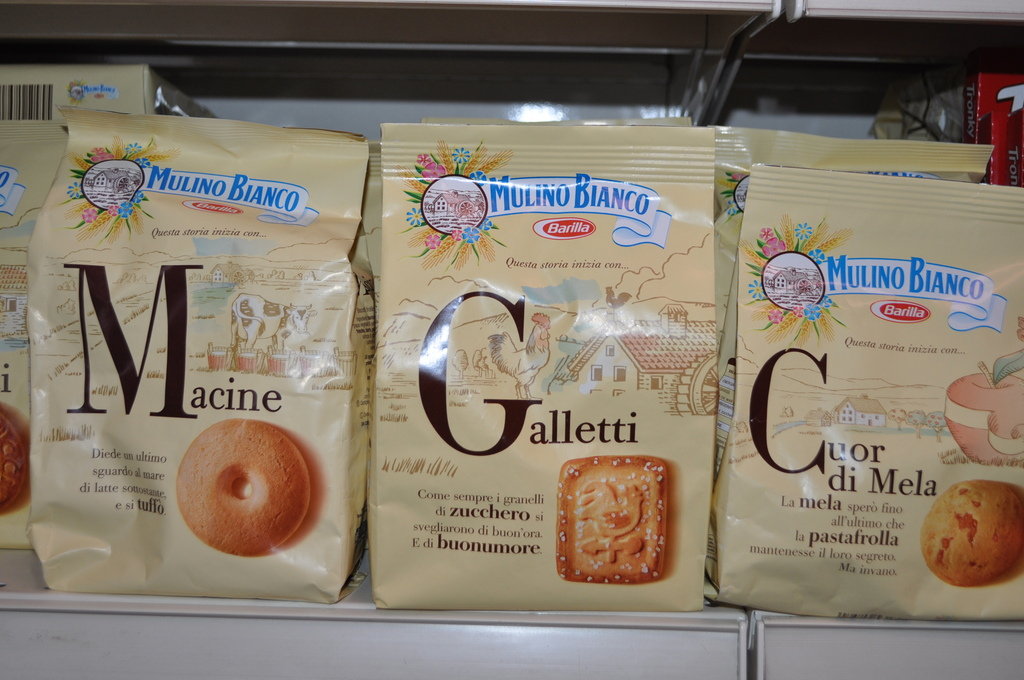 Mulino Bianco
Mulino Bianco
Barilla
Questa storia inizia con...
Macine
Diede un ultimo
sguardo al mare
di latte sottostante,
e si tuffò.
Mulino Bianco
Barilla
Questa storia inizia con...
Galletti
Come sempre i granelli
di zucchero si
svegliarono di buon'ora.
E di buonumore.
Mulino Bianco
Barilla
Questa storia inizia con...
Cuor
di Mela
La mela sperò fino
all'ultimo che
la pastafrolla
mantenesse il loro segreto.
Ma invano.
i
Tronky